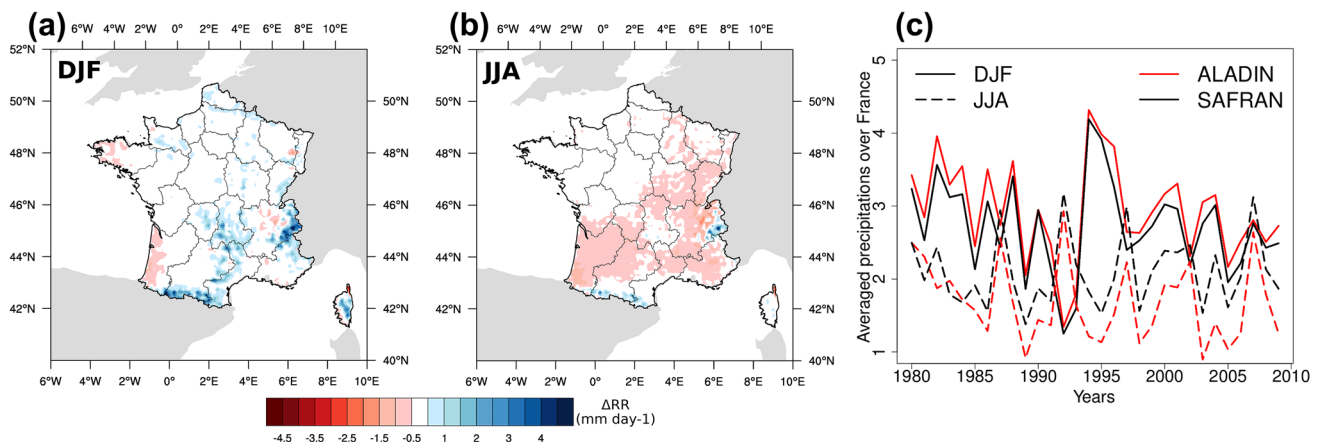 (a)
6°W 4°W 2°W 0° 2°E 4°E 6°E 8°E 10°E
52°N
50°N
48°N
46°N
44°N
42°N
DJF
50°N
48°N
46°N
44°N
42°N
40°N
6°W 4°W 2°W 0° 2°E 4°E 6°E 8°E 10°E
(b)
6°W 4°W 2°W 0° 2°E 4°E 6°E 8°E 10°E
52°N
50°N
48°N
46°N
44°N
42°N
JJA
50°N
48°N
46°N
44°N
42°N
40°N
6°W 4°W 2°W 0° 2°E 4°E 6°E 8°E 10°E
-4.5 -3.5 -2.5 -1.5 -0.5 1 2 3 4
ΔRR
(mm day-1)
(c)
Averaged precipitations over France
5
4
3
2
1
DJF
JJA
ALADIN
SAFRAN
1980 1985 1990 1995 2000 2005 2010
Years